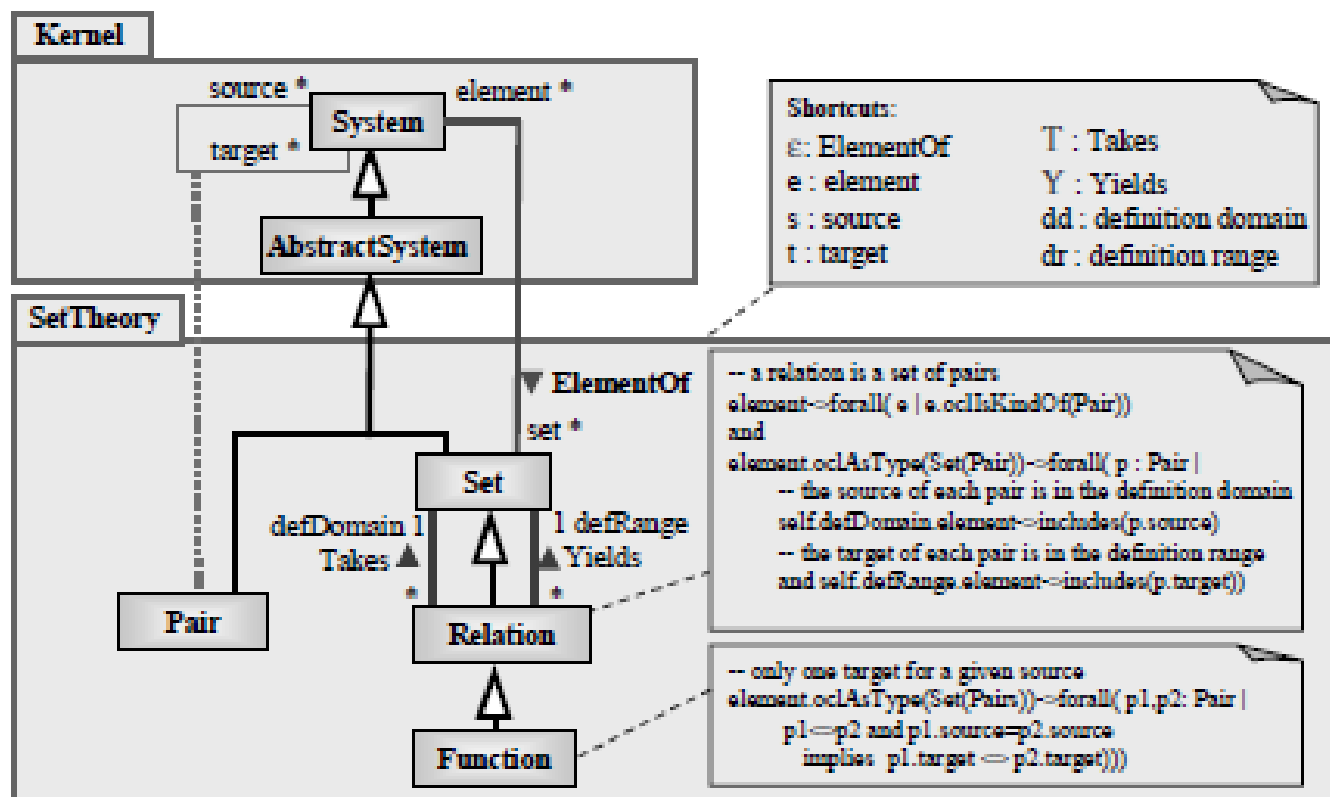 Kernel
source *
element *
System
target *
AbstractSystem
Shortcuts:
ε: ElementOf
e : element
s : source
t : target
T : Takes
Y : Yields
dd : definition domain
dr : definition range
SetTheory
ElementOf
set *
Set
defDomain 1
Takes
*
1 defRange
Yields
*
Pair
Relation
Function
-- a relation is a set of pairs
element->forall( e | e.oclIsKindOf(Pair))
and
element.oclAsType(Set(Pair))->forall( p : Pair |
-- the source of each pair is in the definition domain
self.defDomain.element->includes(p.source)
-- the target of each pair is in the definition range
and self.defRange.element->includes(p.target))
-- only one target for a given source
element.oclAsType(Set(Pairs))->forall( p1,p2: Pair |
p1<>p2 and p1.source=p2.source
implies p1.target <> p2.target)))